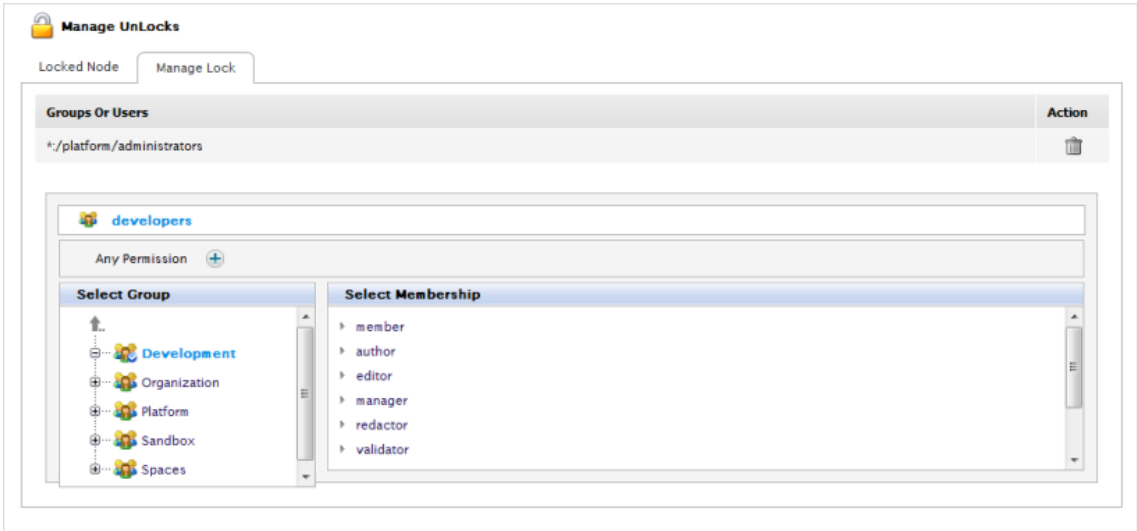 Manage UnLocks
Locked Node Manage Lock
Groups Or Users Action
*:/platform/administrators
developers
Any Permission
Select Group Select Membership
member
author
editor
manager
redactor
validator
Development
Organization
Platform
Sandbox
Spaces